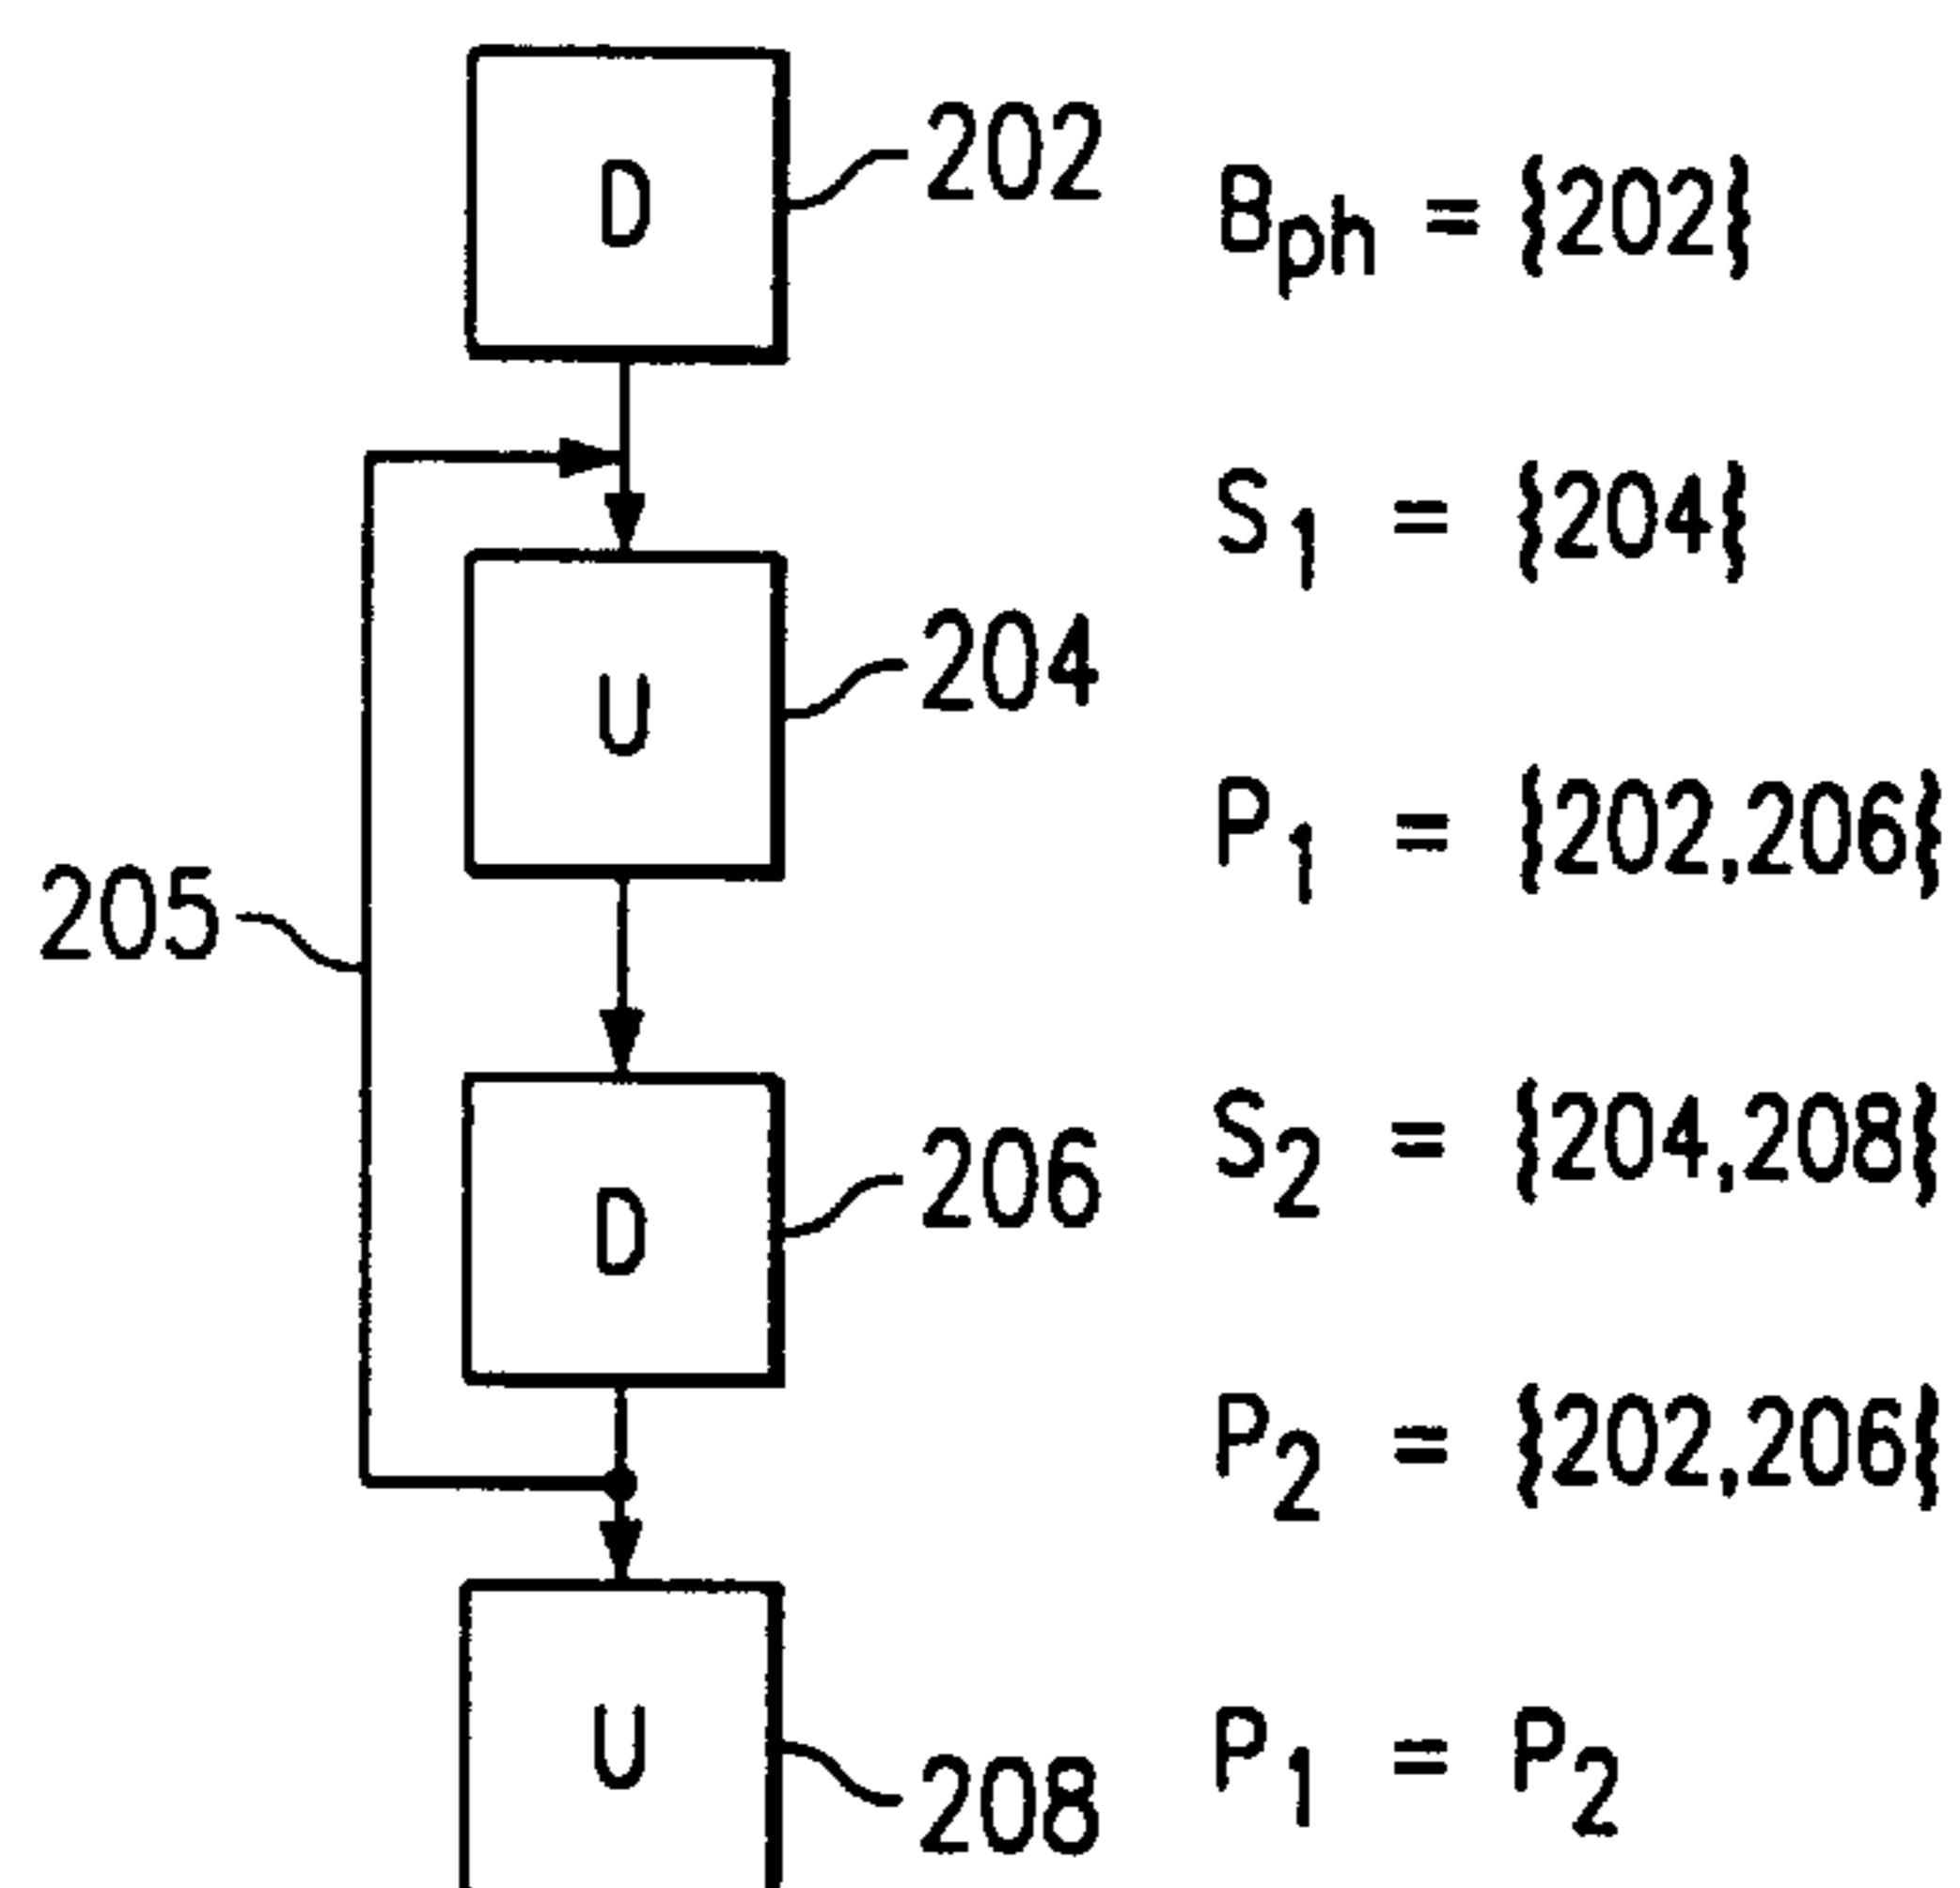 D
202
B_ph = {202}
S_1 = {204}
U
204
P_1 = {202,206}
205
D
206
S_2 = {204,208}
P_2 = {202,206}
U
208
P_1 = P_2